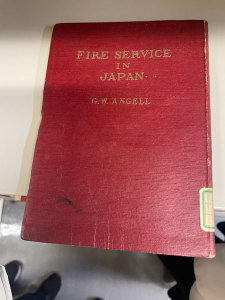 FIRE SERVICE
IN
JAPAN
G. W. ANGELL